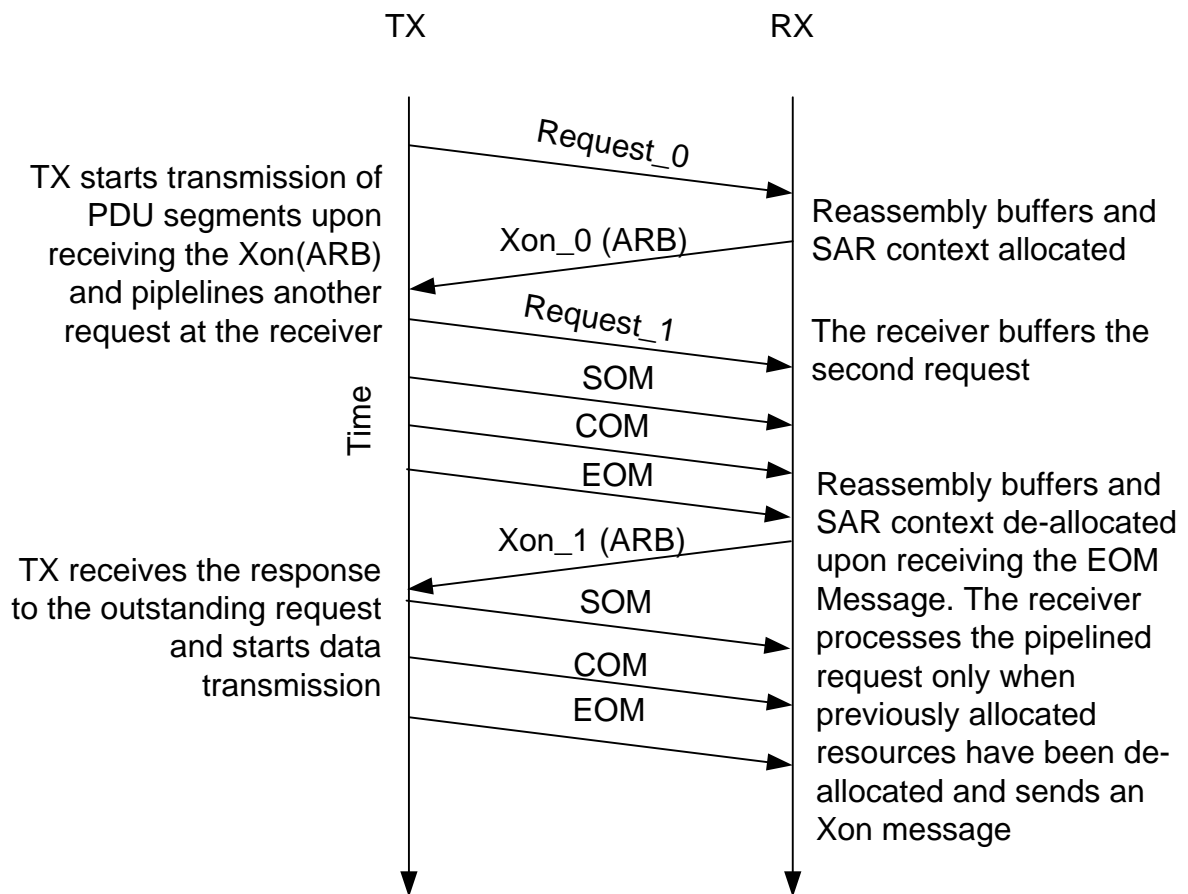 TX
RX
Request_0
TX starts transmission of
PDU segments upon
receiving the Xon(ARB)
and piplelines another
request at the receiver
Reassembly buffers and
SAR context allocated
Xon_0 (ARB)
Request_1
The receiver buffers the
second request
SOM
Time
COM
EOM
Reassembly buffers and
SAR context de-allocated
upon receiving the EOM
Message. The receiver
processes the pipelined
request only when
previously allocated
resources have been de-
allocated and sends an
Xon message
Xon_1 (ARB)
TX receives the response
to the outstanding request
and starts data
transmission
SOM
COM
EOM